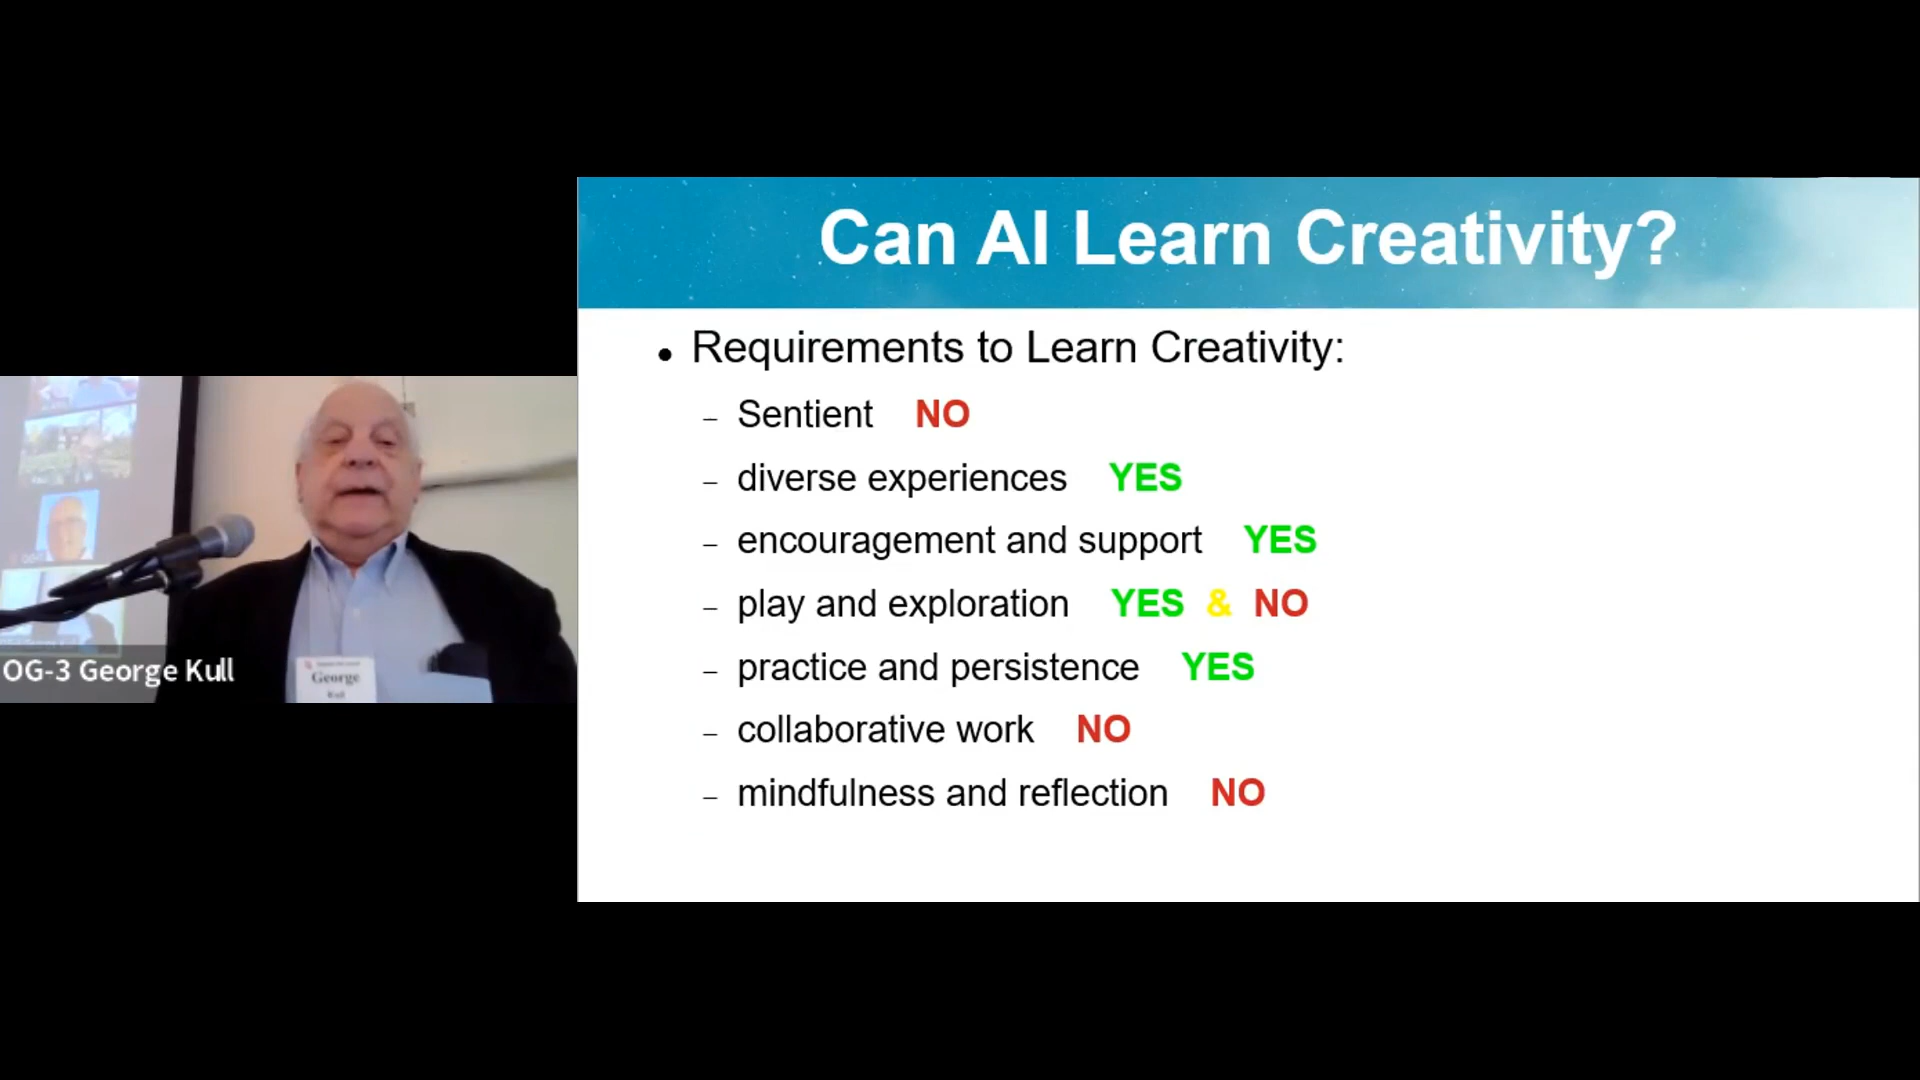 Can AI Learn Creativity?
• Requirements to Learn Creativity:
– Sentient NO
– diverse experiences YES
– encouragement and support YES
– play and exploration YES & NO
– practice and persistence YES
– collaborative work NO
– mindfulness and reflection NO
OG-3 George Kull
George
Kull